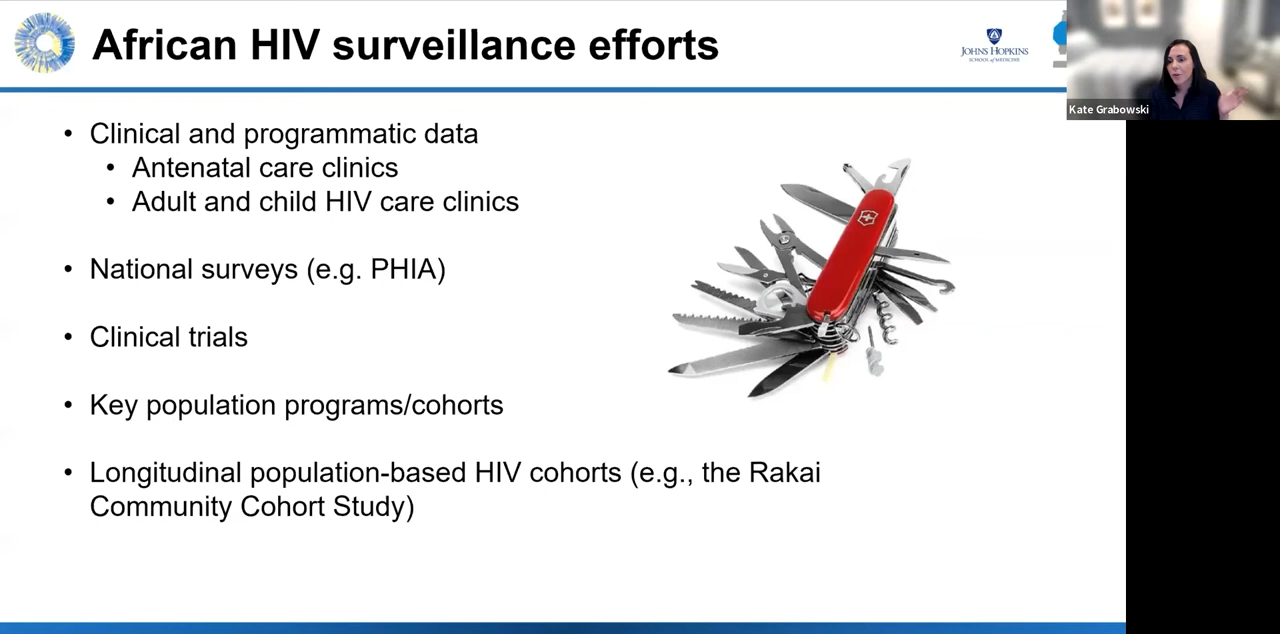 African HIV surveillance efforts
JOHNS HOPKINS
SCHOOL of MEDICINE
Kate Grabowski
• Clinical and programmatic data
• Antenatal care clinics
• Adult and child HIV care clinics
• National surveys (e.g. PHIA)
• Clinical trials
• Key population programs/cohorts
• Longitudinal population-based HIV cohorts (e.g., the Rakai
Community Cohort Study)